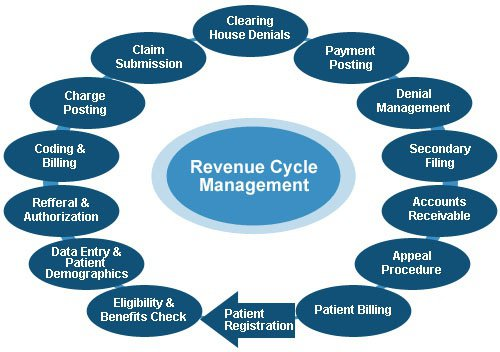 Clearing
House Denials
Payment
Posting
Denial
Management
Secondary
Filing
Accounts
Receivable
Appeal
Procedure
Patient Billing
Patient
Registration
Eligibility &
Benefits Check
Data Entry &
Patient
Demographics
Refferal &
Authorization
Coding &
Billing
Charge
Posting
Claim
Submission
Revenue Cycle
Management